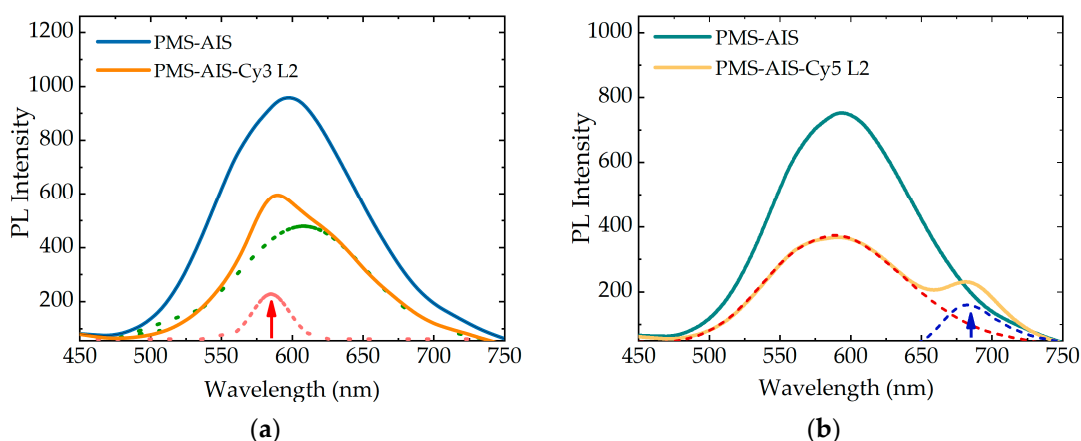 (a)
1200
1000
800
600
400
200
PL Intensity
PMS-AIS
PMS-AIS-Cy3 L2
450 500 550 600 650 700 750
Wavelength (nm)
(a)
(b)
1000
800
600
400
200
PL Intensity
PMS-AIS
PMS-AIS-Cy5 L2
450 500 550 600 650 700 750
Wavelength (nm)
(b)